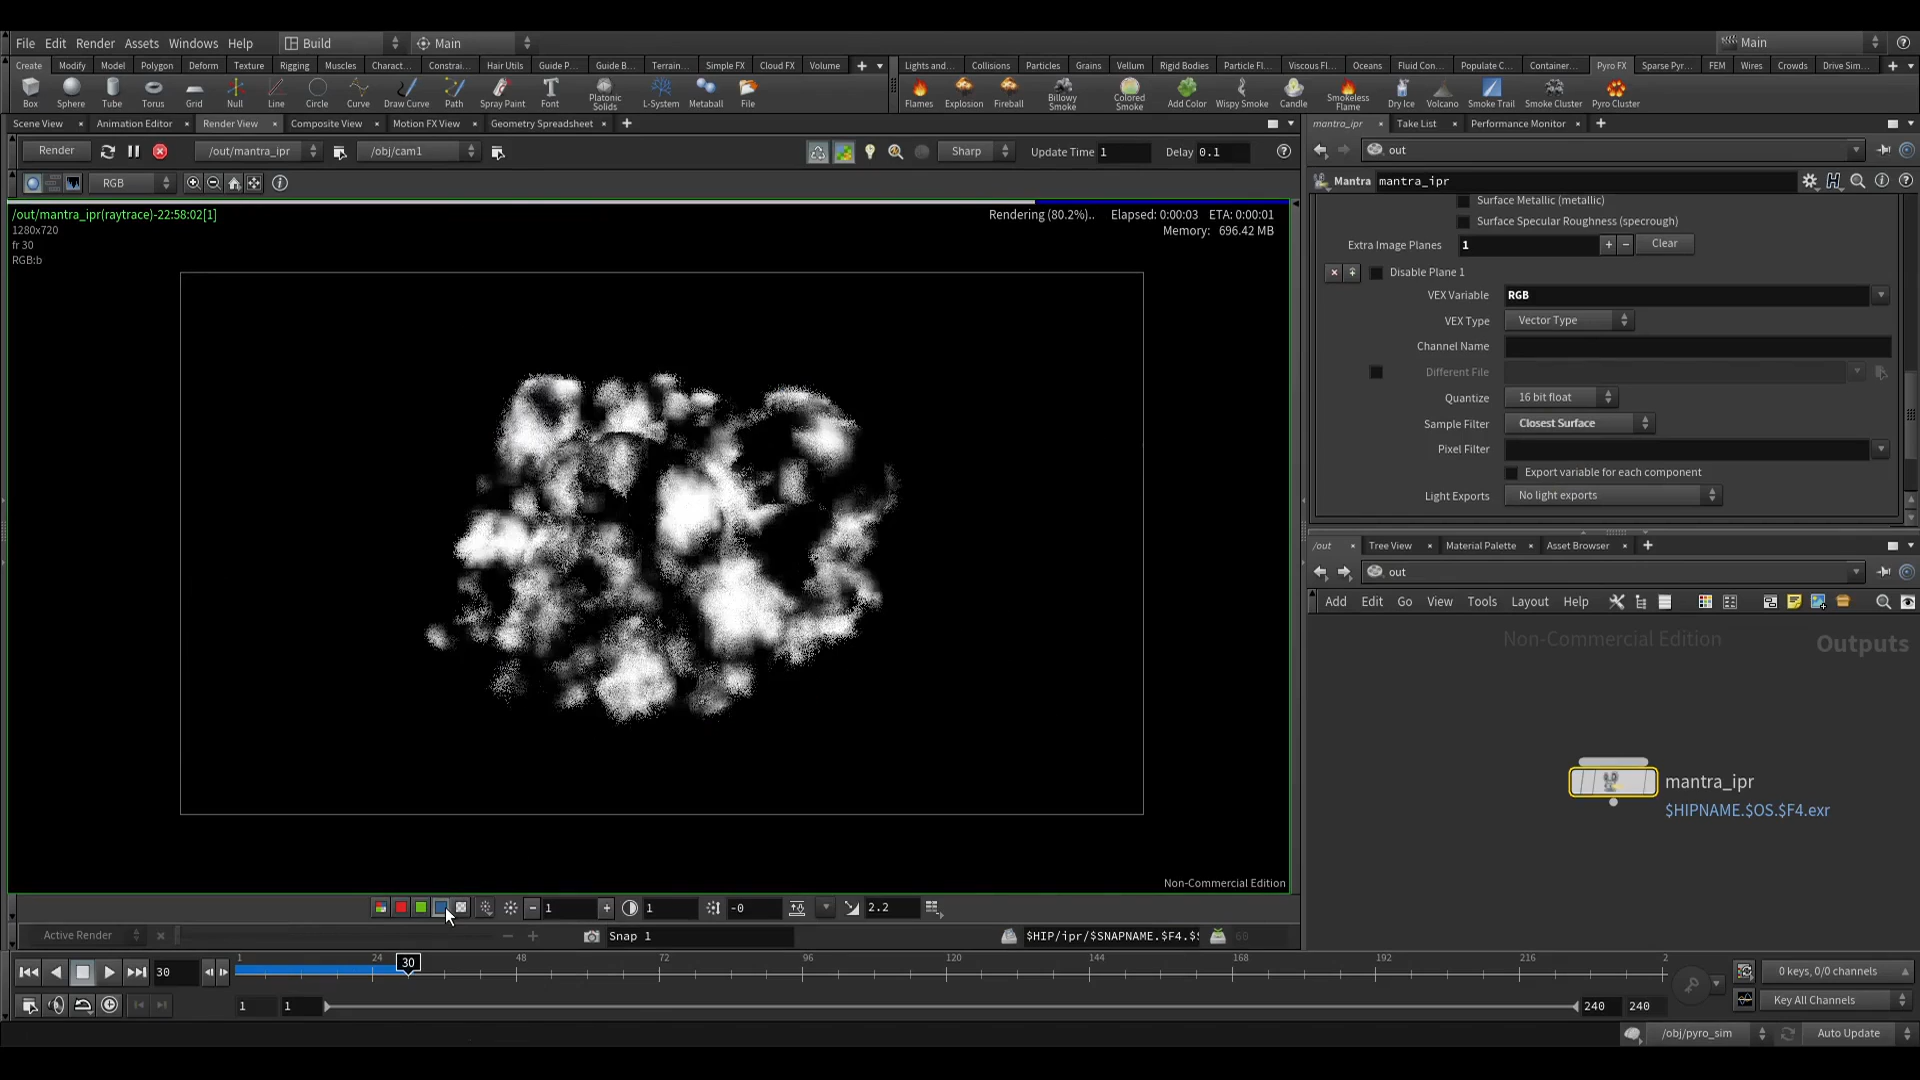 File Edit Render Assets Windows Help Build Main Main
Create Modify Model Polygon Deform Texture Rigging Muscles Charact... Constrai... Hair Utils Guide P... Guide B... Terrain... Simple FX Cloud FX Volume Lights and... Collisions Particles Grains Vellum Rigid Bodies Particle Fl... Viscous Fl... Oceans Fluid Con... Populate C... Container... Pyro FX Sparse Pyr... FEM Wires Crowds Drive Sim...
Box Sphere Tube Torus Grid Null Line Circle Curve Draw Curve Path Spray Paint Font Platonic Solids L-System Metaball File Flames Explosion Fireball Billowy Smoke Colored Smoke Add Color Wispy Smoke Candle Smokeless Flame Dry Ice Volcano Smoke Trail Smoke Cluster Pyro Cluster
Scene View Animation Editor Render View Composite View Motion FX View Geometry Spreadsheet mantra_ipr Take List Performance Monitor
Render /out/mantra_ipr /obj/cam1 Sharp Update Time 1 Delay 0.1 out
RGB Mantra mantra_ipr
/out/mantra_ipr(raytrace)-22:58:02[1] Rendering (80.2%).. Elapsed: 0:00:03 ETA: 0:00:01
1280x720 Memory: 696.42 MB
fr 30
RGB:b
Surface Metallic (metallic)
Surface Specular Roughness (specrough)
Extra Image Planes 1 + - Clear
Disable Plane 1
VEX Variable RGB
VEX Type Vector Type
Channel Name
Different File
Quantize 16 bit float
Sample Filter Closest Surface
Pixel Filter
Export variable for each component
Light Exports No light exports
/out Tree View Material Palette Asset Browser
out
Add Edit Go View Tools Layout Help
Non-Commercial Edition Outputs
mantra_ipr
$HIPNAME.$OS.$F4.exr
Non-Commercial Edition
1 1 -0 2.2
Active Render Snap 1 $HIP/ipr/$SNAPNAME.$F4.$ 60
30 1 24 30 48 72 96 120 144 168 192 216 2 0 keys, 0/0 channels
1 1 240 240 Key All Channels
/obj/pyro_sim Auto Update